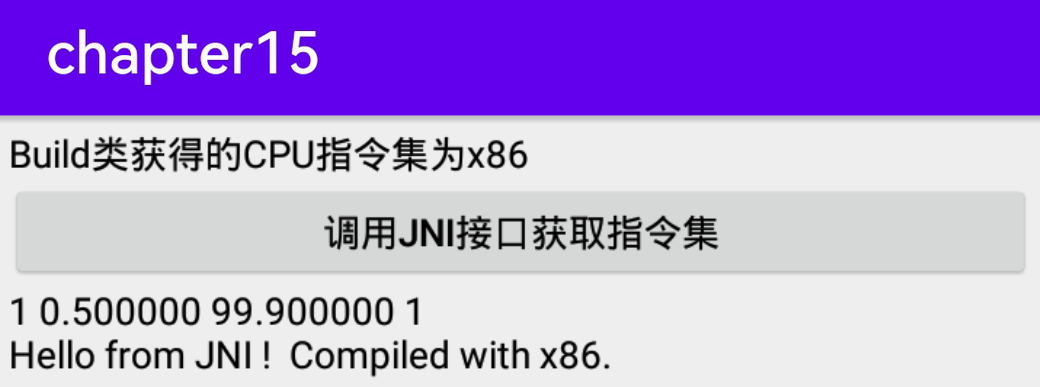 chapter15
Build类获得的CPU指令集为x86
调用JNI接口获取指令集
1 0.500000 99.900000 1
Hello from JNI !  Compiled with x86.